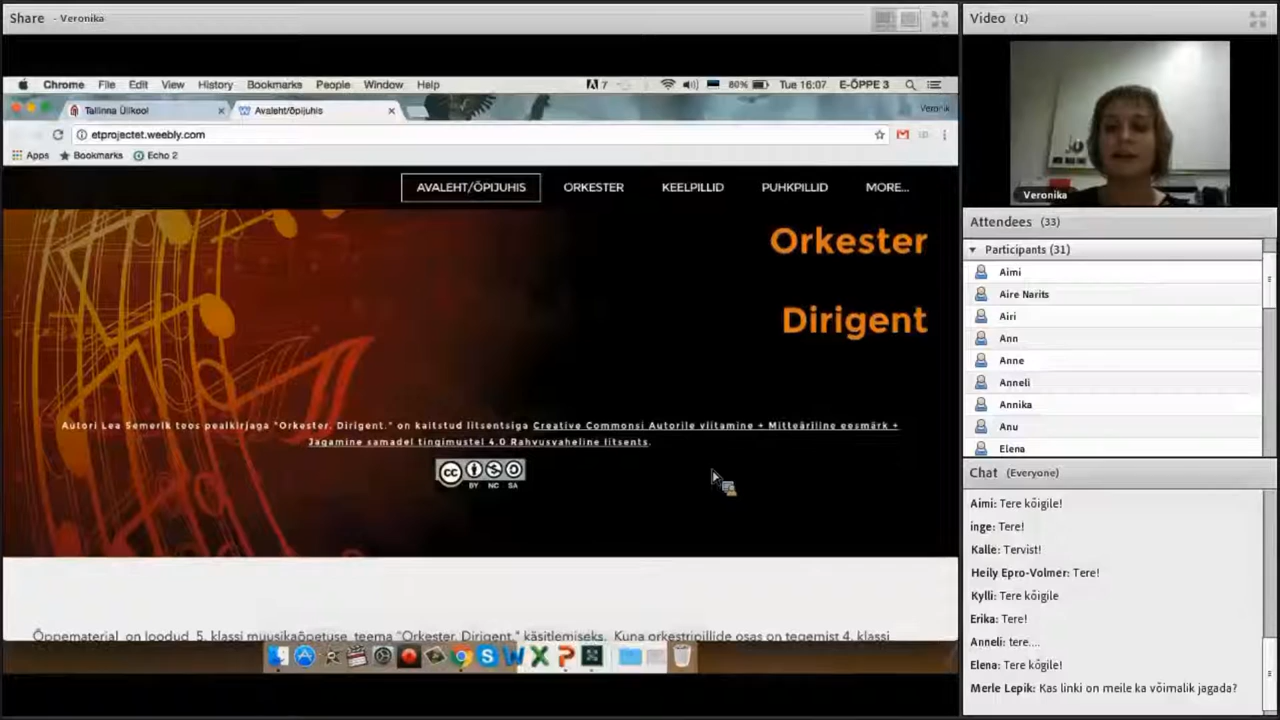 Share - Veronika
Chrome File Edit View History Bookmarks People Window Help 7 80% Tue 16:07 E-ÕPPE 3
Tallinna Ülikool Avaleht/õpijuhis Veronik
etprojectet.weebly.com
Apps Bookmarks Echo 2
AVALEHT/ÕPIJUHIS ORKESTER KEELPILLID PUHKPILLID MORE...
Orkester
Dirigent
Autori Lea Semerik teos pealkirjaga "Orkester. Dirigent." on kaitstud litsentsiga Creative Commonsi Autorile viitamine + Mitteäriline eesmärk +
Jagamine samadel tingimustel 4.0 Rahvusvaheline litsents.
cc BY NC SA
Õppematerjal on loodud 5. klassi muusikaõpetuse teema "Orkester. Dirigent." käsitlemiseks. Kuna orkestripillide osas on tegemist 4. klassi
Video (1)
Veronika
Attendees (33)
Participants (31)
Aimi
Aire Narits
Airi
Ann
Anne
Anneli
Annika
Anu
Elena
Chat (Everyone)
Aimi: Tere kõigile!
inge: Tere!
Kalle: Tervist!
Heily Epro-Volmer: Tere!
Kylli: Tere kõigile
Erika: Tere!
Anneli: tere....
Elena: Tere kõgile!
Merle Lepik: Kas linki on meile ka võimalik jagada?